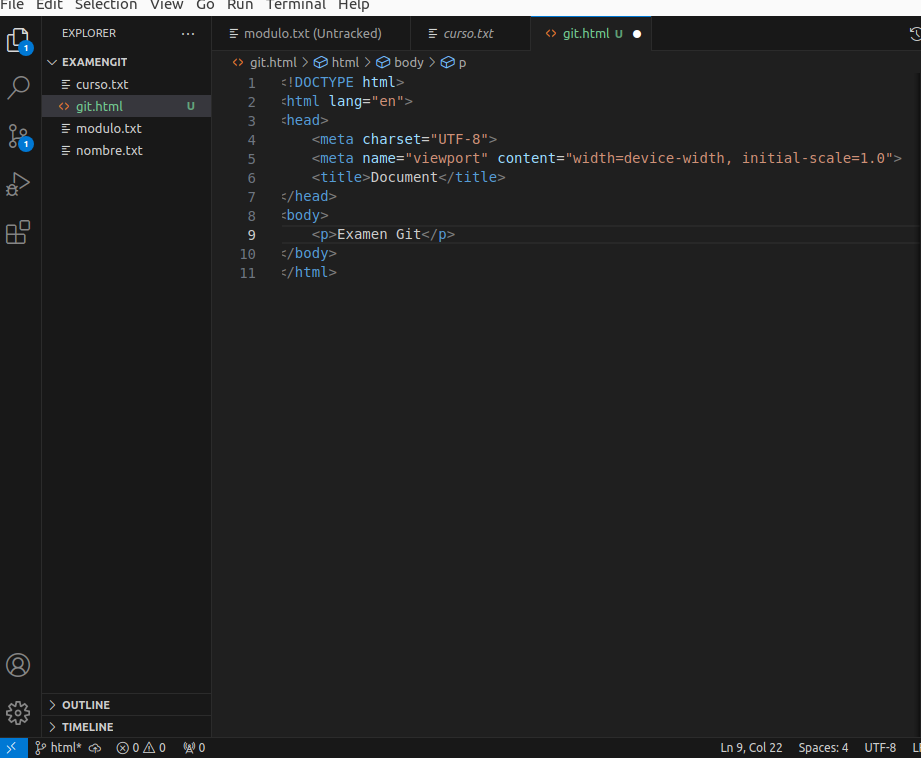 File Edit Selection View Go Run Terminal Help
EXPLORER ···
modulo.txt (Untracked) curso.txt git.html U
EXAMENGIT
git.html > html > body > p
curso.txt
git.html U
modulo.txt
nombre.txt
1
1
1 <!DOCTYPE html>
2 <html lang="en">
3 <head>
4 <meta charset="UTF-8">
5 <meta name="viewport" content="width=device-width, initial-scale=1.0">
6 <title>Document</title>
7 </head>
8 <body>
9 <p>Examen Git</p>
10 </body>
11 </html>
OUTLINE
TIMELINE
html* 0 0 0 Ln 9, Col 22 Spaces: 4 UTF-8